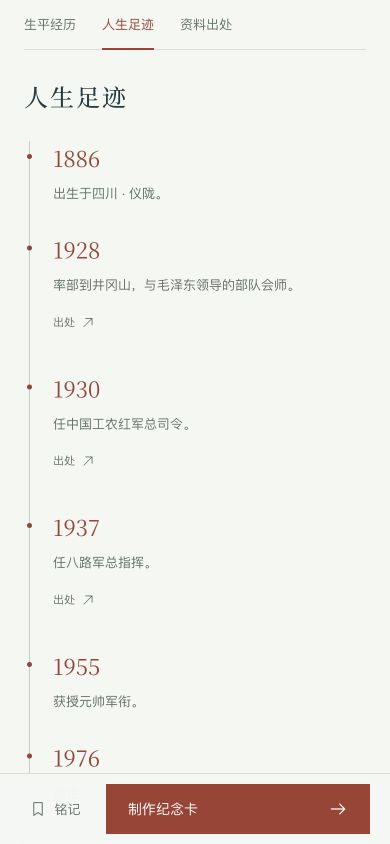 生平经历 人生足迹 资料出处
人生足迹
1886
出生于四川 · 仪陇。
1928
率部到井冈山，与毛泽东领导的部队会师。
出处
1930
任中国工农红军总司令。
出处
1937
任八路军总指挥。
出处
1955
获授元帅军衔。
1976
铭记 制作纪念卡